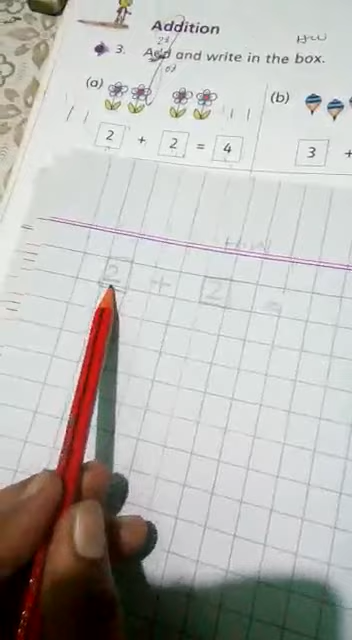 Addition
H.W
3. Add and write in the box.
(a)
(b)
2 + 2 = 4
3 +
H.W
2 + 2 =